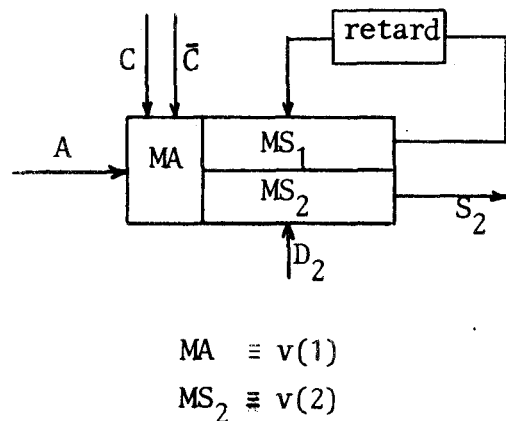 retard
C
C̄
A
MA
MS₁
MS₂
S₂
D₂
MA ≡ v(1)
MS₂ ≡ v(2)